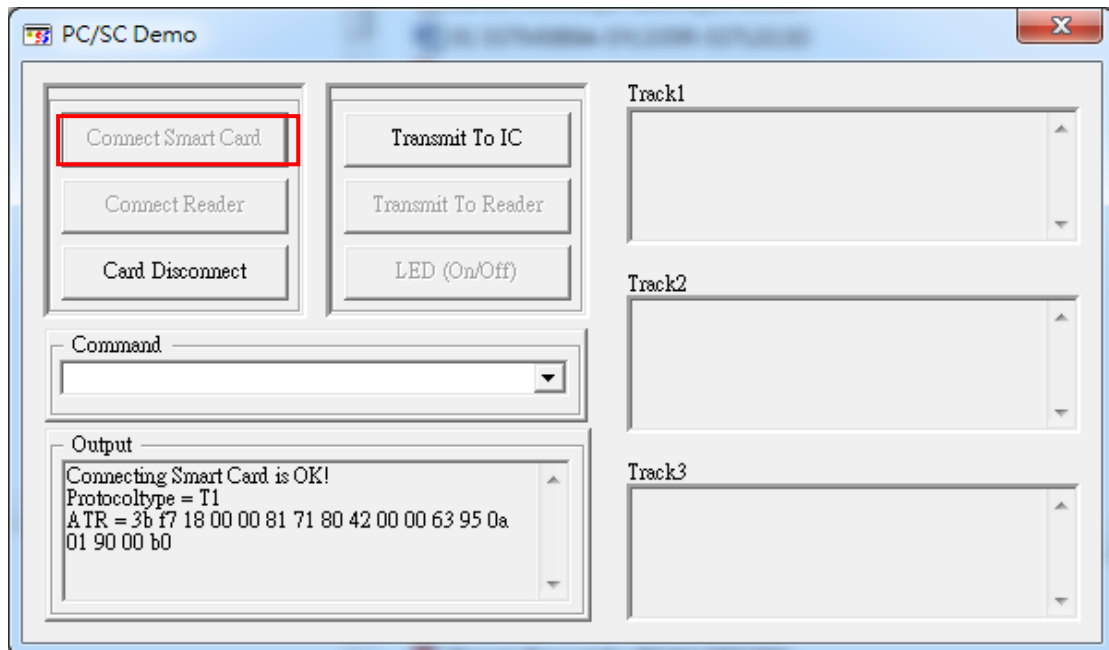 PC/SC Demo
Connect Smart Card
Connect Reader
Card Disconnect
Transmit To IC
Transmit To Reader
LED (On/Off)
Command
Output
Connecting Smart Card is OK!
Protocoltype = T1
ATR = 3b f7 18 00 00 81 71 80 42 00 00 63 95 0a
01 90 00 b0
Track1
Track2
Track3